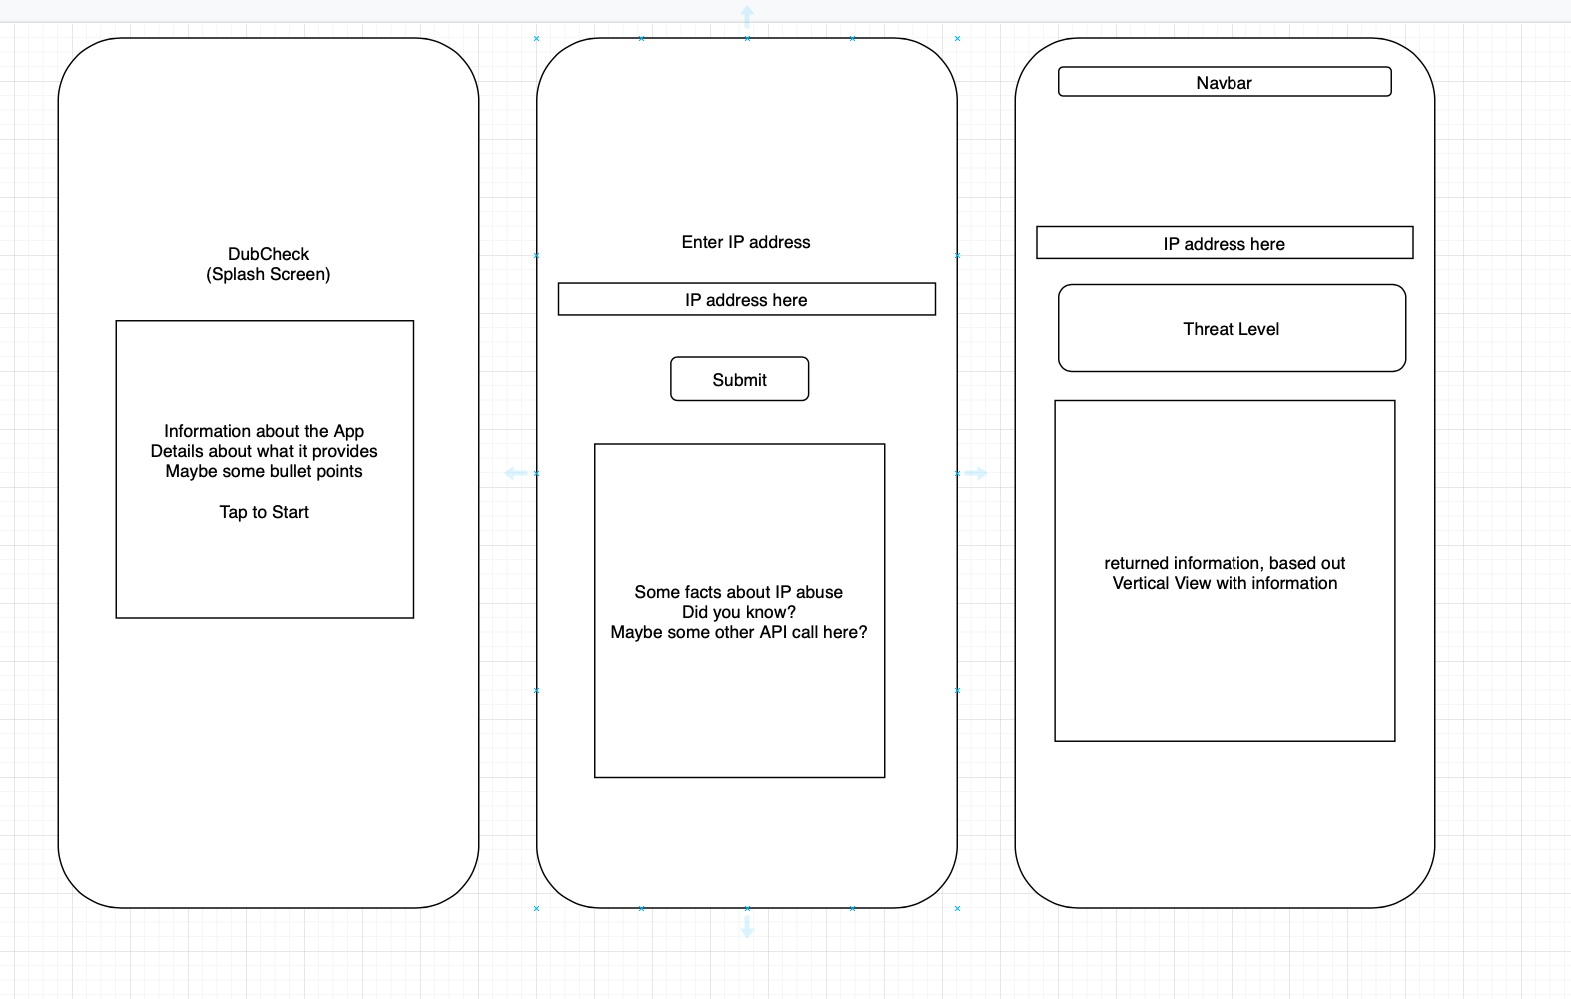 DubCheck
(Splash Screen)
Information about the App
Details about what it provides
Maybe some bullet points
Tap to Start
Enter IP address
IP address here
Submit
Some facts about IP abuse
Did you know?
Maybe some other API call here?
Navbar
IP address here
Threat Level
returned information, based out
Vertical View with information